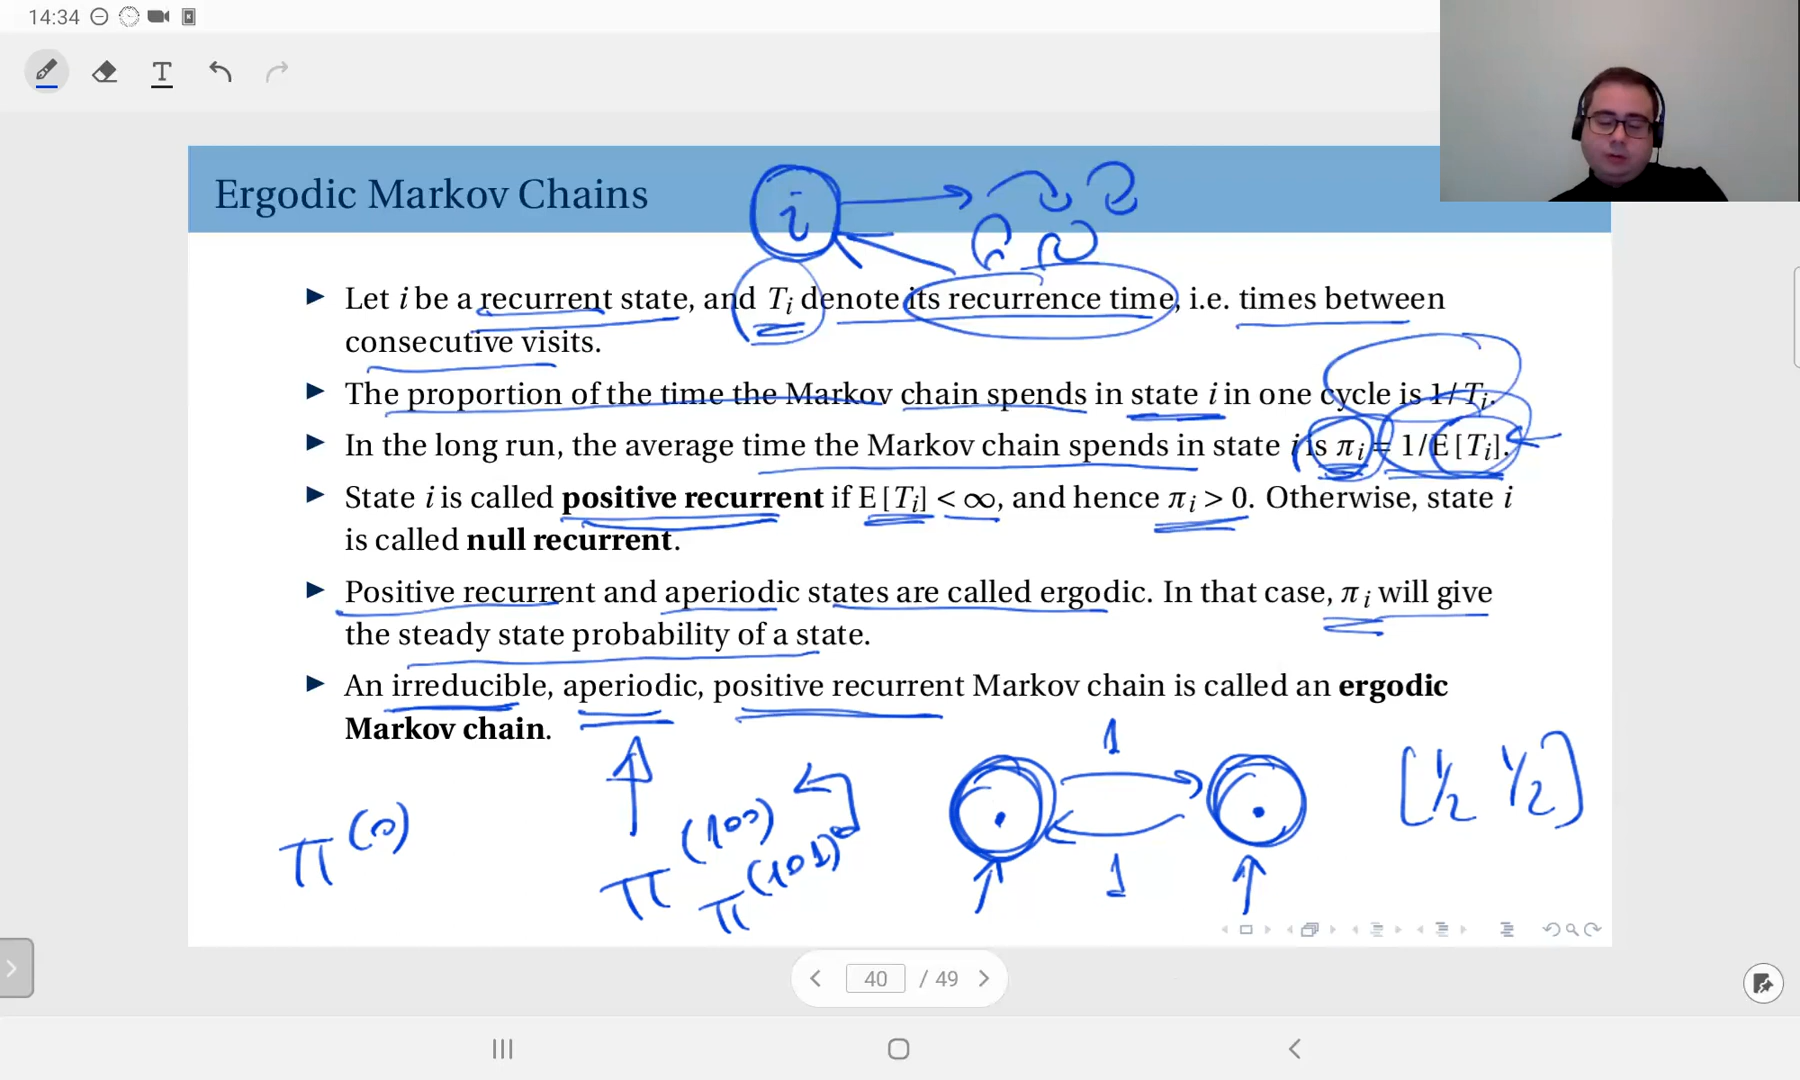 14:34
T
Ergodic Markov Chains
i
Let i be a recurrent state, and T_i denote its recurrence time, i.e. times between
consecutive visits.
The proportion of the time the Markov chain spends in state i in one cycle is 1/T_i.
In the long run, the average time the Markov chain spends in state i is π_i = 1/E[T_i].
State i is called positive recurrent if E[T_i] < ∞, and hence π_i > 0. Otherwise, state i
is called null recurrent.
Positive recurrent and aperiodic states are called ergodic. In that case, π_i will give
the steady state probability of a state.
An irreducible, aperiodic, positive recurrent Markov chain is called an ergodic
Markov chain.
π^(0)
π^(100)
π^(101)
1
1
[1/2 1/2]
40 / 49